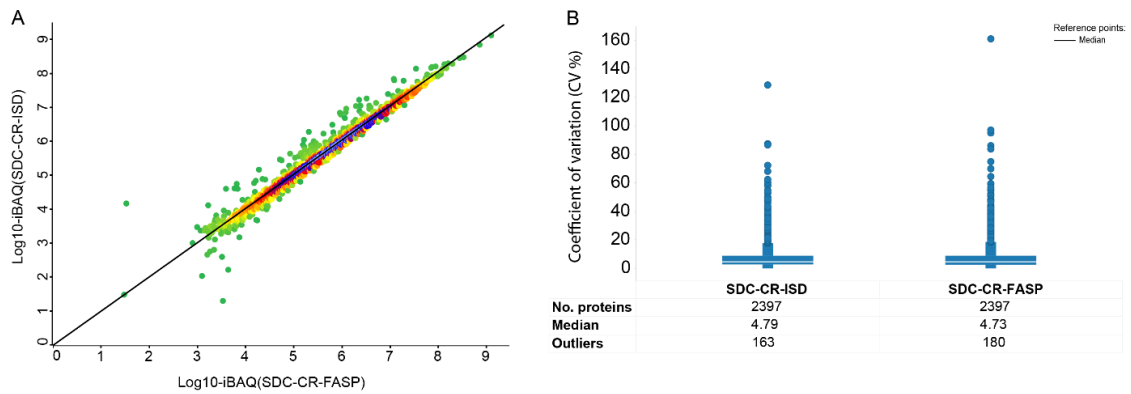 A
Log10-iBAQ(SDC-CR-ISD)
9
8
7
6
5
4
3
2
1
0
0 1 2 3 4 5 6 7 8 9
Log10-iBAQ(SDC-CR-FASP)
B
Reference points:
Median
Coefficient of variation (CV %)
160
140
120
100
80
60
40
20
0
SDC-CR-ISD SDC-CR-FASP
No. proteins 2397 2397
Median 4.79 4.73
Outliers 163 180